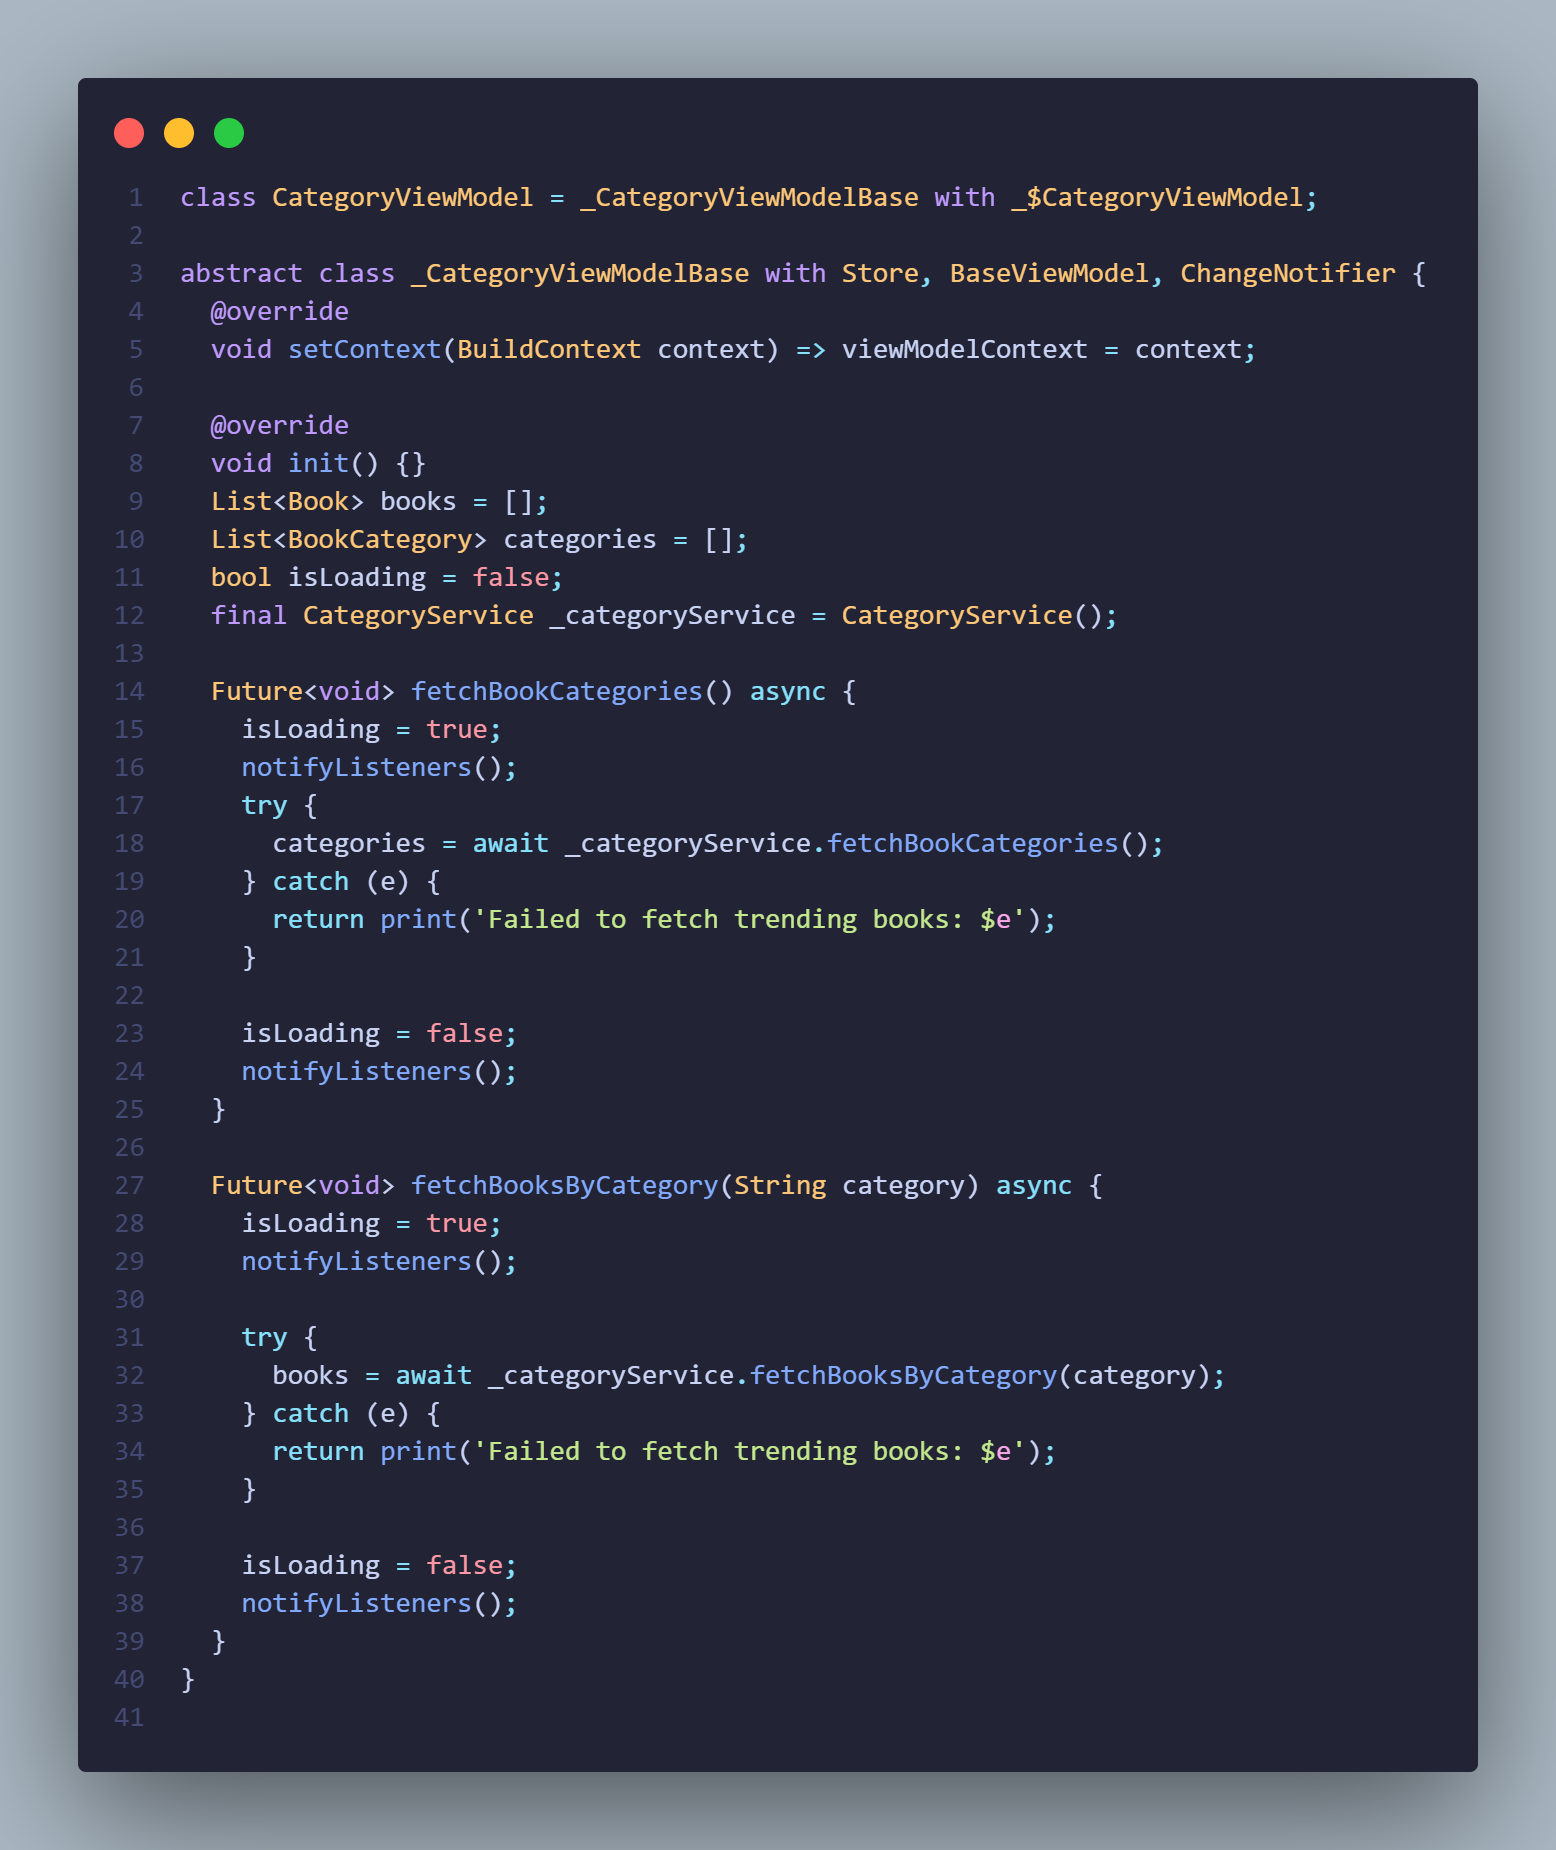 1 class CategoryViewModel = _CategoryViewModelBase with _$CategoryViewModel;
2
3 abstract class _CategoryViewModelBase with Store, BaseViewModel, ChangeNotifier {
4   @override
5   void setContext(BuildContext context) => viewModelContext = context;
6
7   @override
8   void init() {}
9   List<Book> books = [];
10   List<BookCategory> categories = [];
11   bool isLoading = false;
12   final CategoryService _categoryService = CategoryService();
13
14   Future<void> fetchBookCategories() async {
15     isLoading = true;
16     notifyListeners();
17     try {
18       categories = await _categoryService.fetchBookCategories();
19     } catch (e) {
20       return print('Failed to fetch trending books: $e');
21     }
22
23     isLoading = false;
24     notifyListeners();
25   }
26
27   Future<void> fetchBooksByCategory(String category) async {
28     isLoading = true;
29     notifyListeners();
30
31     try {
32       books = await _categoryService.fetchBooksByCategory(category);
33     } catch (e) {
34       return print('Failed to fetch trending books: $e');
35     }
36
37     isLoading = false;
38     notifyListeners();
39   }
40 }
41